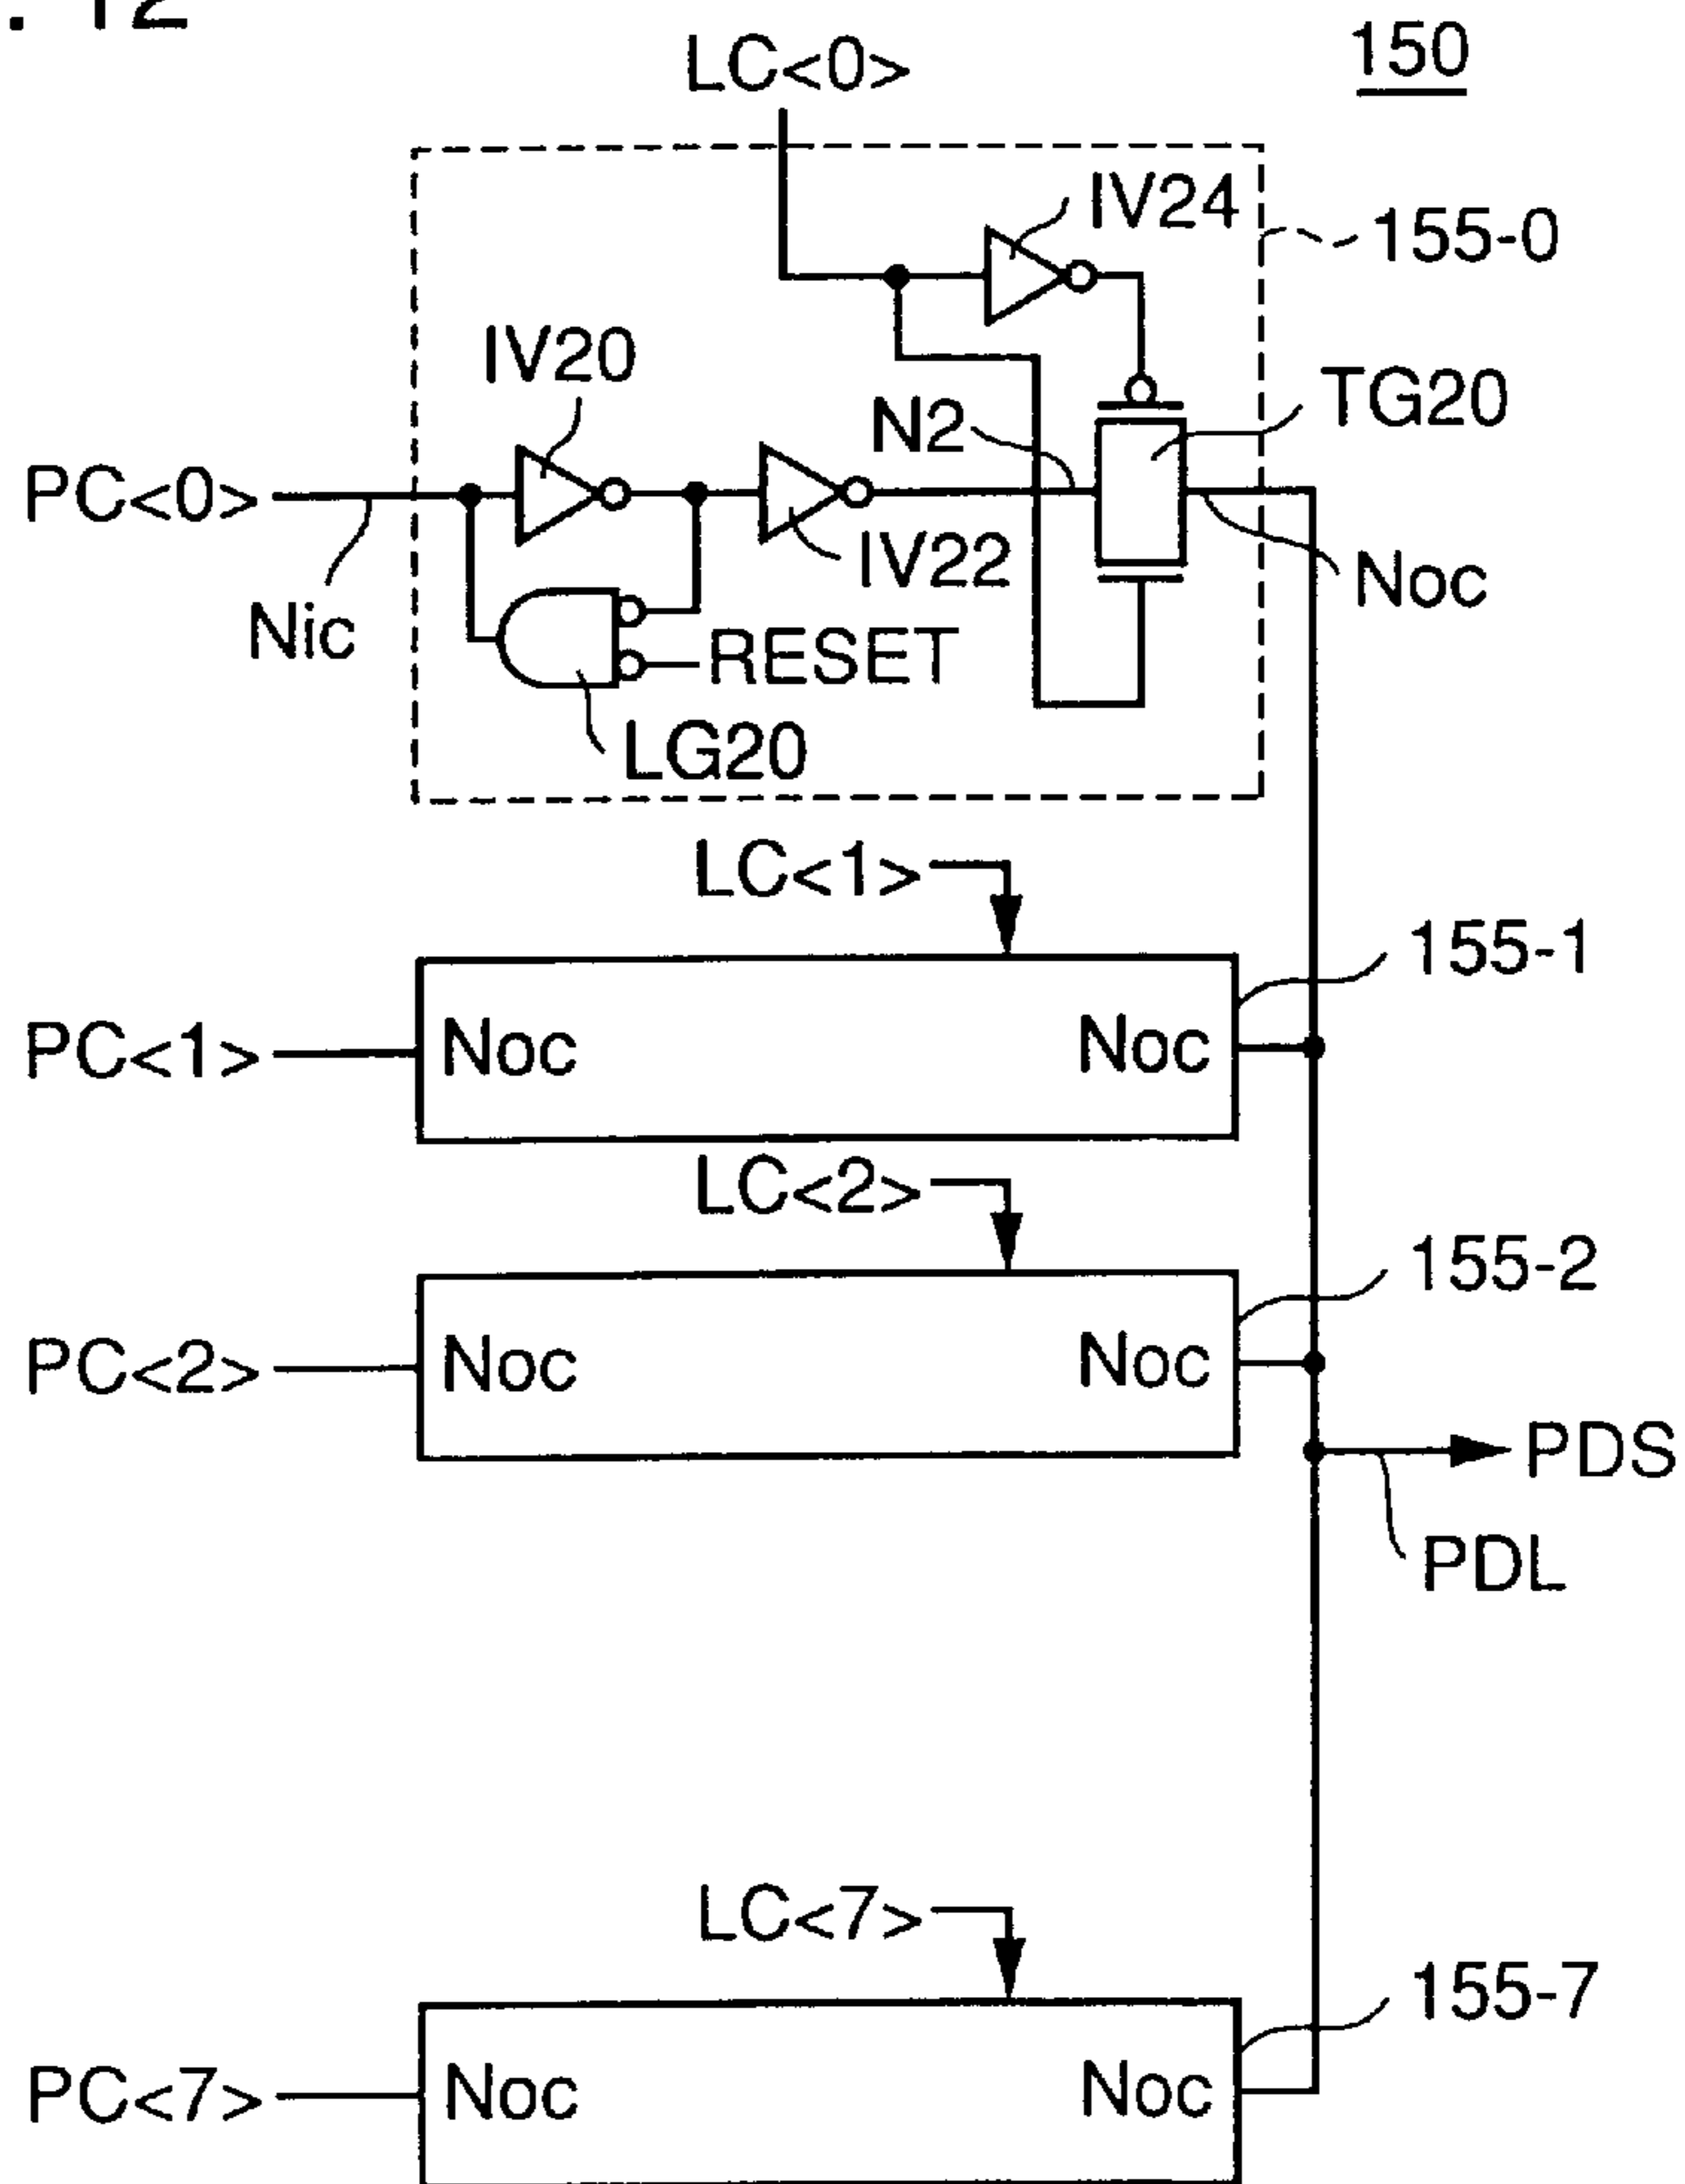 . 12
150
LC<0>
IV24
155-0
IV20
TG20
N2
PC<0>
IV22
Noc
Nic
RESET
LG20
LC<1>
155-1
PC<1>
Noc
Noc
LC<2>
155-2
PC<2>
Noc
Noc
PDS
PDL
LC<7>
155-7
PC<7>
Noc
Noc